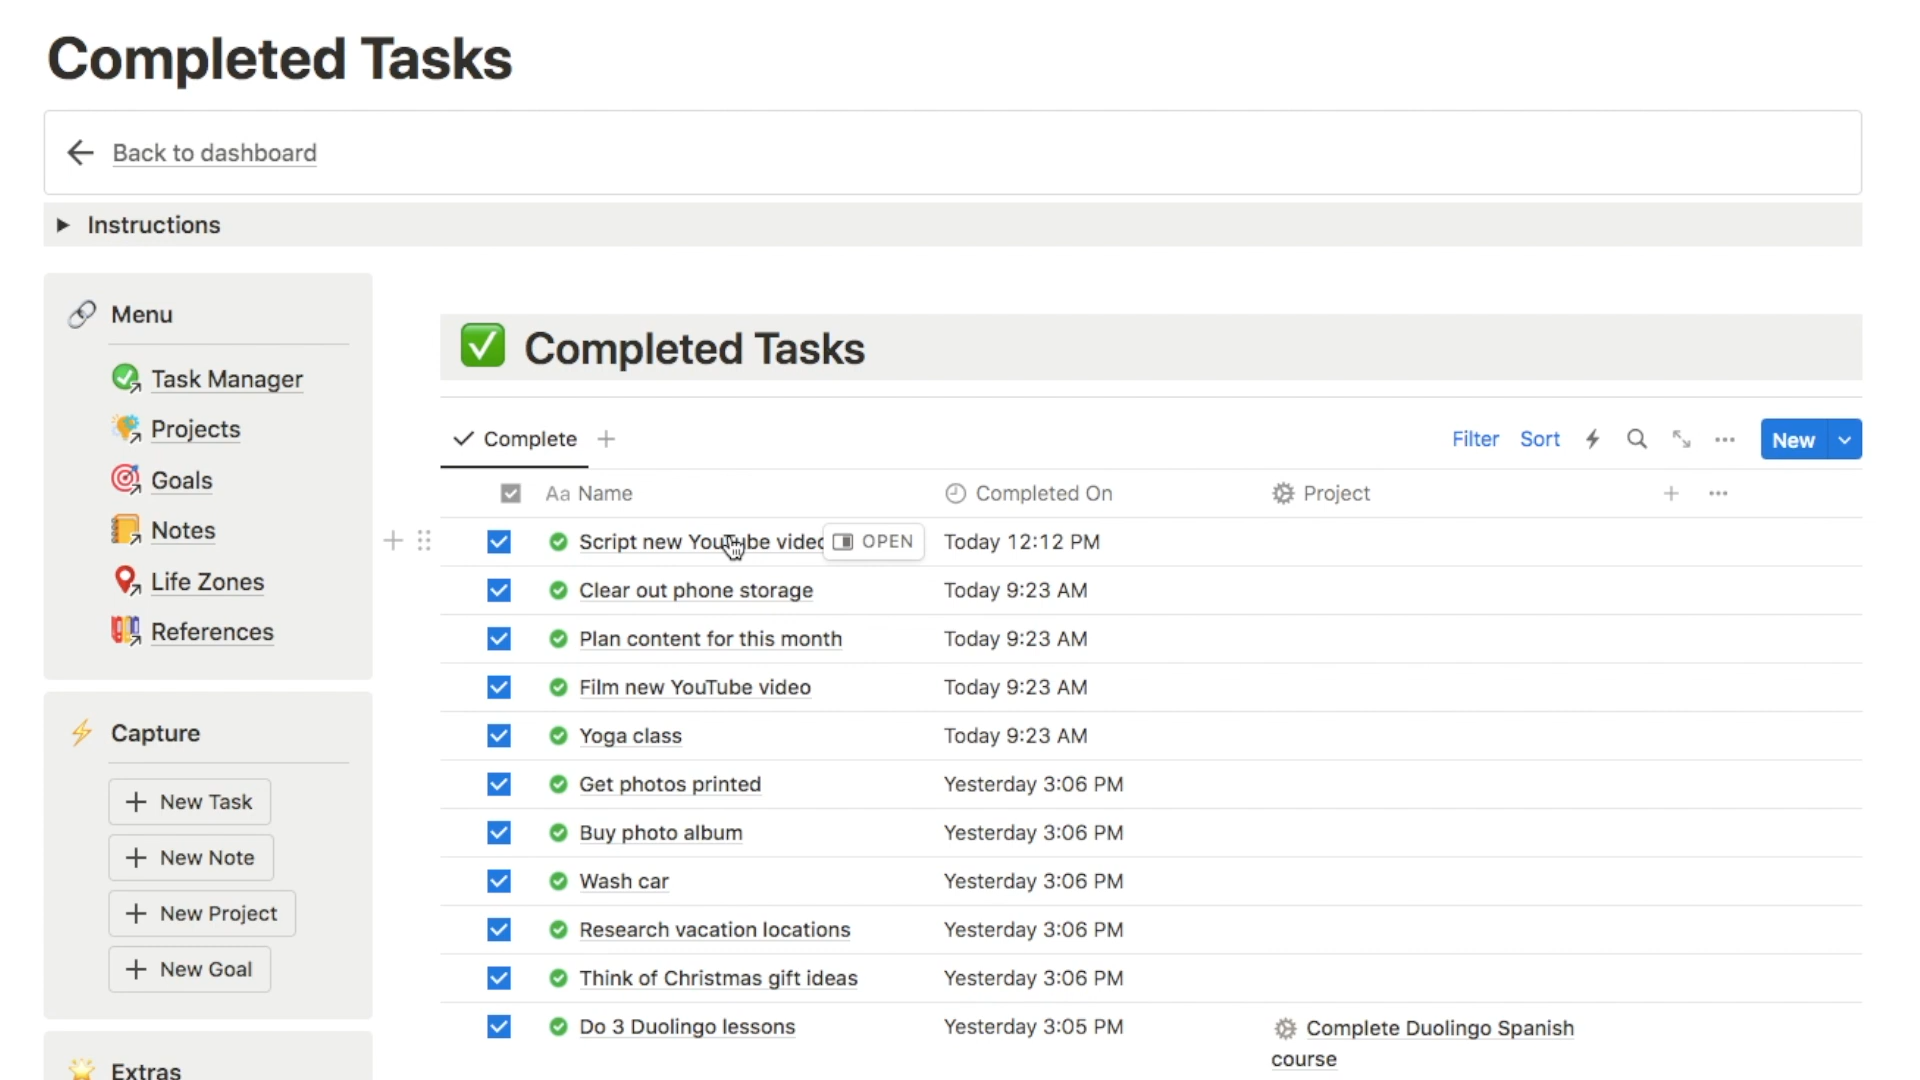 Completed Tasks
Back to dashboard
Instructions
Menu
Task Manager
Projects
Goals
Notes
Life Zones
References
Capture
New Task
New Note
New Project
New Goal
Extras
Completed Tasks
Complete
Filter Sort New
Aa Name Completed On Project
Script new YouTube video OPEN Today 12:12 PM
Clear out phone storage Today 9:23 AM
Plan content for this month Today 9:23 AM
Film new YouTube video Today 9:23 AM
Yoga class Today 9:23 AM
Get photos printed Yesterday 3:06 PM
Buy photo album Yesterday 3:06 PM
Wash car Yesterday 3:06 PM
Research vacation locations Yesterday 3:06 PM
Think of Christmas gift ideas Yesterday 3:06 PM
Do 3 Duolingo lessons Yesterday 3:05 PM Complete Duolingo Spanish
course